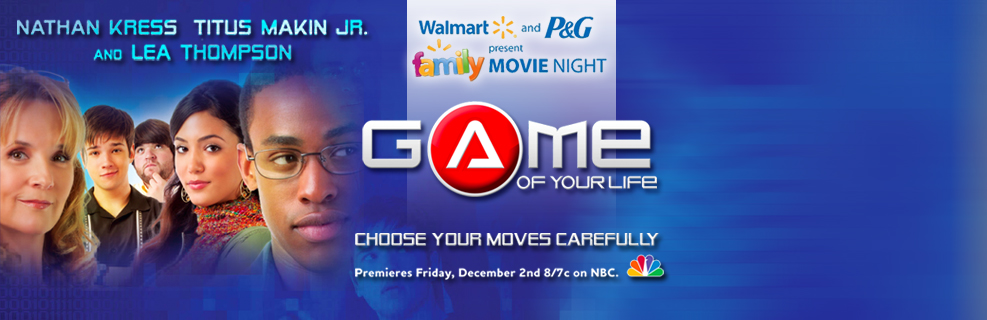 NATHAN KRESS TITUS MAKIN JR.
AND LEA THOMPSON
Walmart and P&G
present
family MOVIE NIGHT
GAME
OF YOUR LIFE
CHOOSE YOUR MOVES CAREFULLY
Premieres Friday, December 2nd 8/7c on NBC.